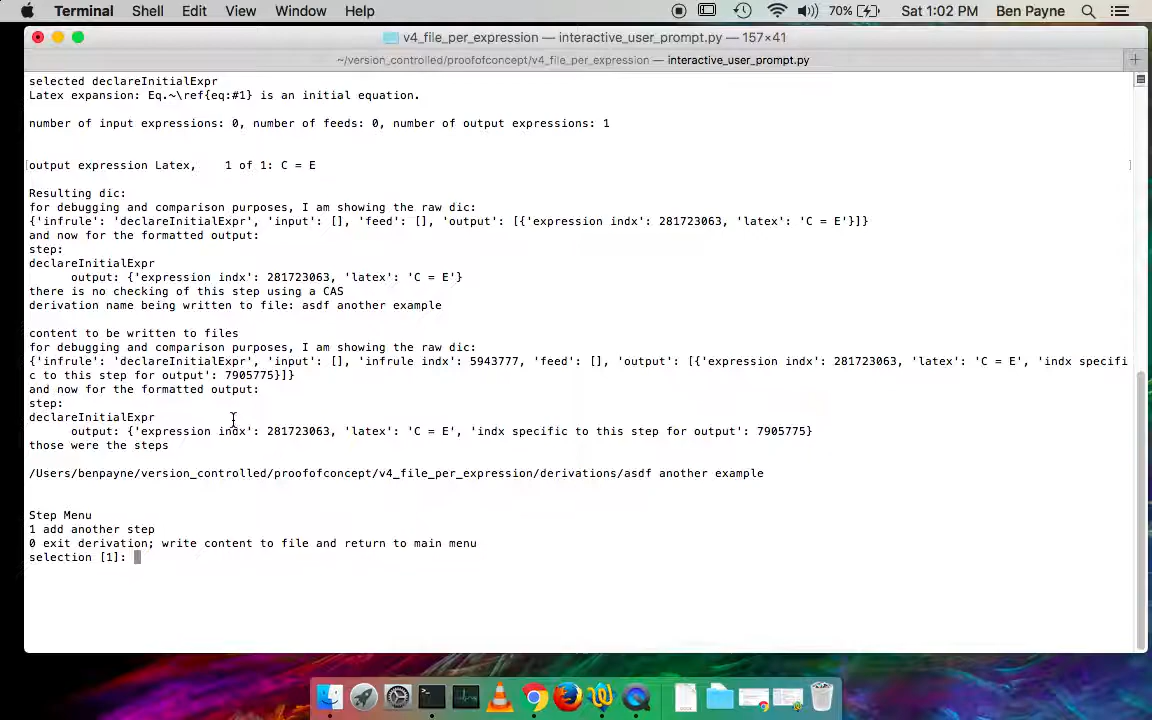 Terminal Shell Edit View Window Help 70% Sat 1:02 PM Ben Payne
v4_file_per_expression — interactive_user_prompt.py — 157×41
~/version_controlled/proofofconcept/v4_file_per_expression — interactive_user_prompt.py
selected declareInitialExpr
Latex expansion: Eq.~\ref{eq:#1} is an initial equation.
number of input expressions: 0, number of feeds: 0, number of output expressions: 1
[output expression Latex,    1 of 1: C = E ]
Resulting dic:
for debugging and comparison purposes, I am showing the raw dic:
{'infrule': 'declareInitialExpr', 'input': [], 'feed': [], 'output': [{'expression indx': 281723063, 'latex': 'C = E'}]}
and now for the formatted output:
step:
declareInitialExpr
output: {'expression indx': 281723063, 'latex': 'C = E'}
there is no checking of this step using a CAS
derivation name being written to file: asdf another example
content to be written to files
for debugging and comparison purposes, I am showing the raw dic:
{'infrule': 'declareInitialExpr', 'input': [], 'infrule indx': 5943777, 'feed': [], 'output': [{'expression indx': 281723063, 'latex': 'C = E', 'indx specifi
c to this step for output': 7905775}]}
and now for the formatted output:
step:
declareInitialExpr
output: {'expression indx': 281723063, 'latex': 'C = E', 'indx specific to this step for output': 7905775}
those were the steps
/Users/benpayne/version_controlled/proofofconcept/v4_file_per_expression/derivations/asdf another example
Step Menu
1 add another step
0 exit derivation; write content to file and return to main menu
selection [1]: